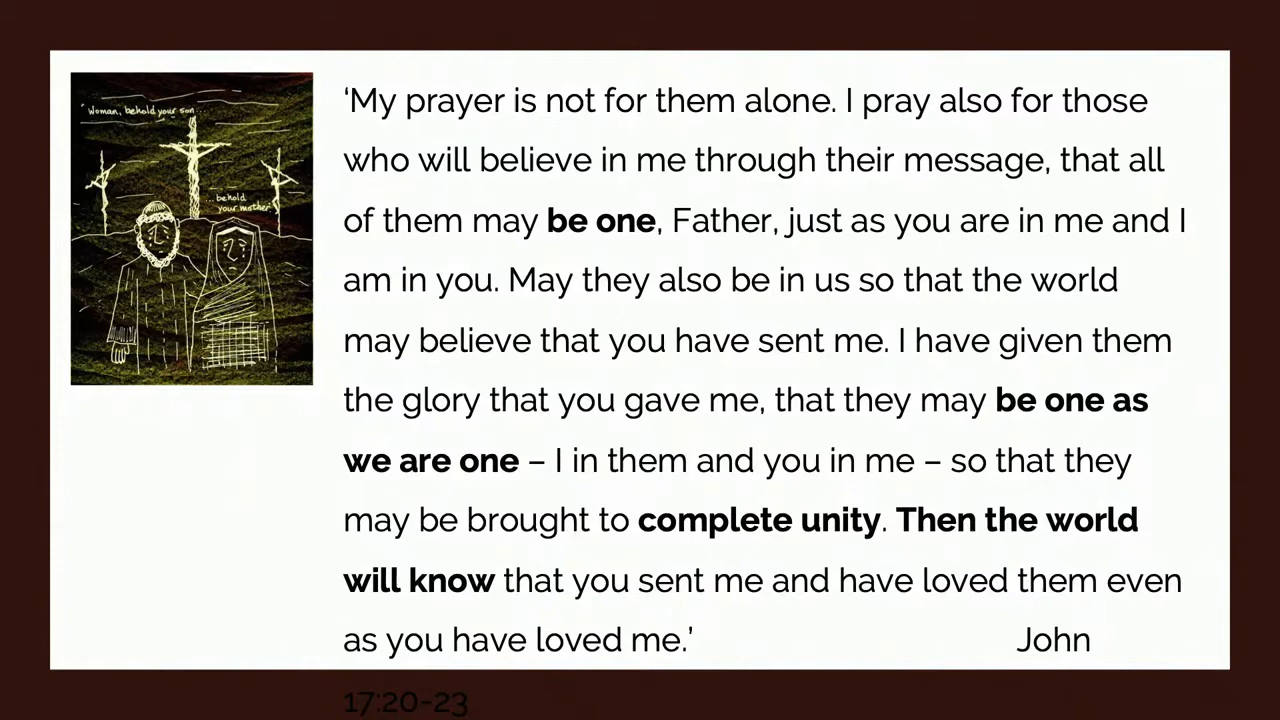 'Woman, behold your son....
...behold
your mother.'
‘My prayer is not for them alone. I pray also for those
who will believe in me through their message, that all
of them may be one, Father, just as you are in me and I
am in you. May they also be in us so that the world
may believe that you have sent me. I have given them
the glory that you gave me, that they may be one as
we are one – I in them and you in me – so that they
may be brought to complete unity. Then the world
will know that you sent me and have loved them even
as you have loved me.’ John
17:20-23